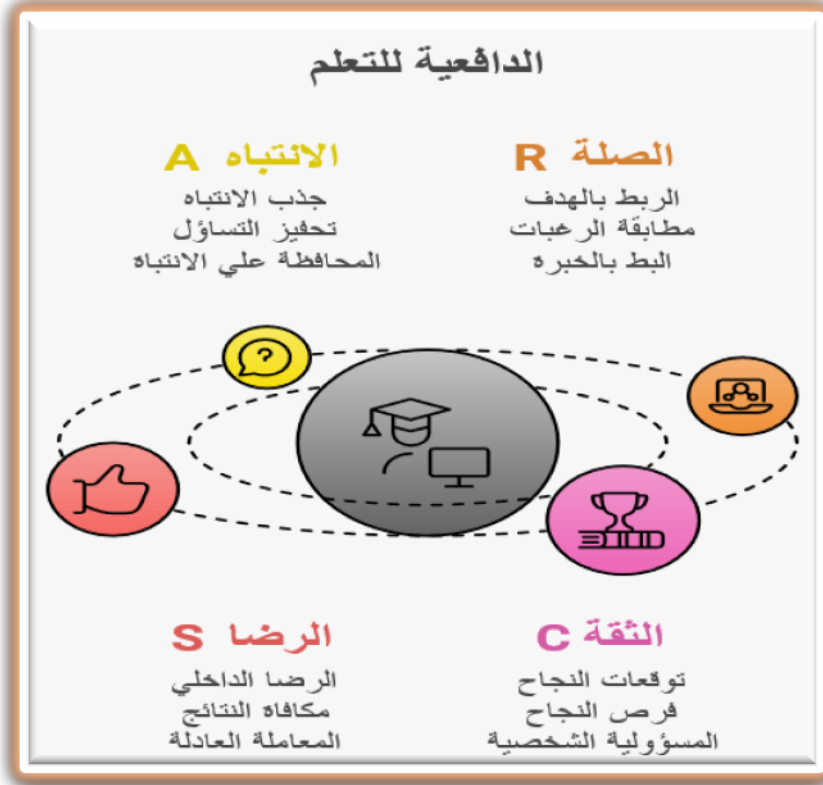 الدافعية للتعلم
الصلة R
الربط بالهدف
مطابقة الرغبات
البط بالخبره
الانتباه A
جذب الانتباه
تحفيز التساؤل
المحافظة علي الانتباه
?
الثقة C
توقعات النجاح
فرص النجاح
المسؤولية الشخصية
الرضا S
الرضا الداخلي
مكافاة النتائج
المعاملة العادلة